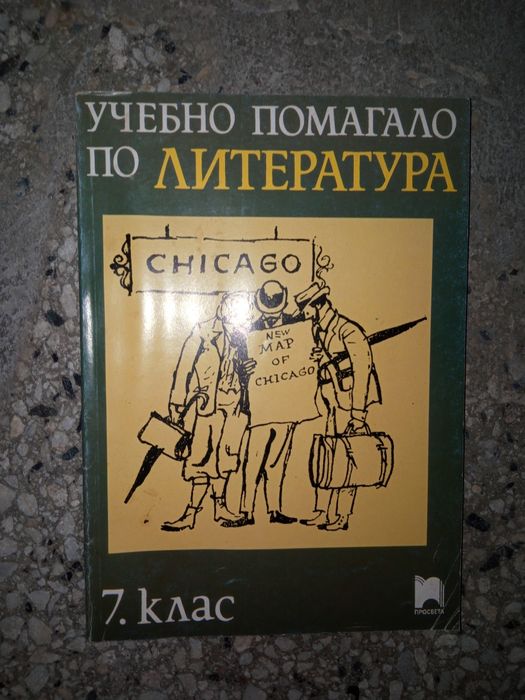 УЧЕБНО ПОМАГАЛО
ПО ЛИТЕРАТУРА
CHICAGO
NEW
MAP
OF
CHICAGO
7. клас
ПРОСВЕТА